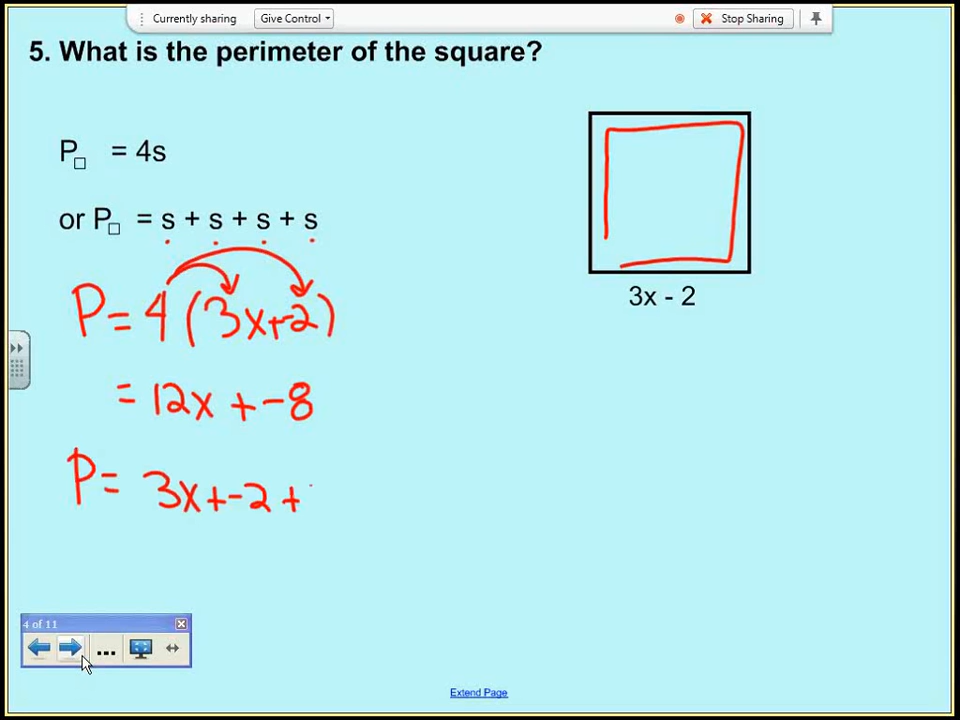 Currently sharing Give Control Stop Sharing
5. What is the perimeter of the square?
P□ = 4s
or P□ = s + s + s + s
P = 4 (3x+-2)
= 12x + -8
P = 3x+-2+
3x - 2
4 of 11
...
Extend Page